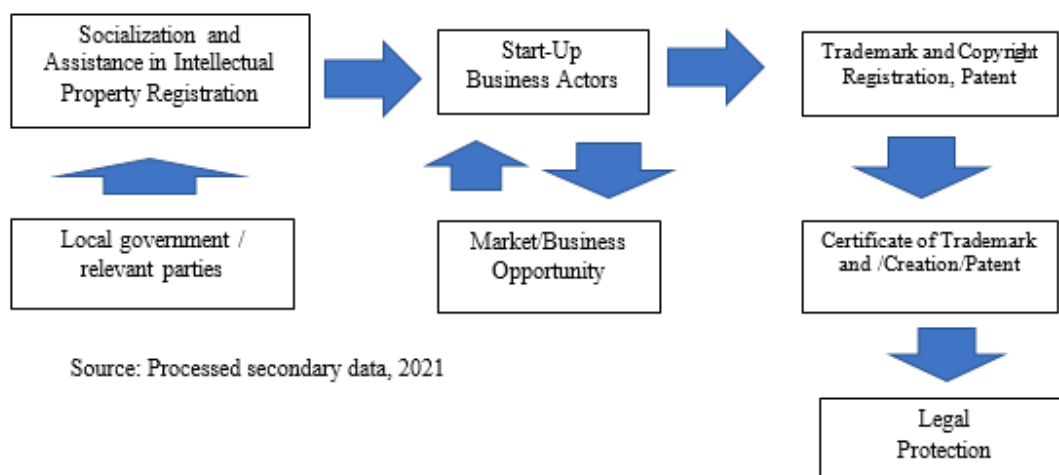 Socialization and
Assistance in Intellectual
Property Registration
Start-Up
Business Actors
Trademark and Copyright
Registration, Patent
Local government /
relevant parties
Market/Business
Opportunity
Certificate of Trademark
and /Creation/Patent
Source: Processed secondary data, 2021
Legal
Protection